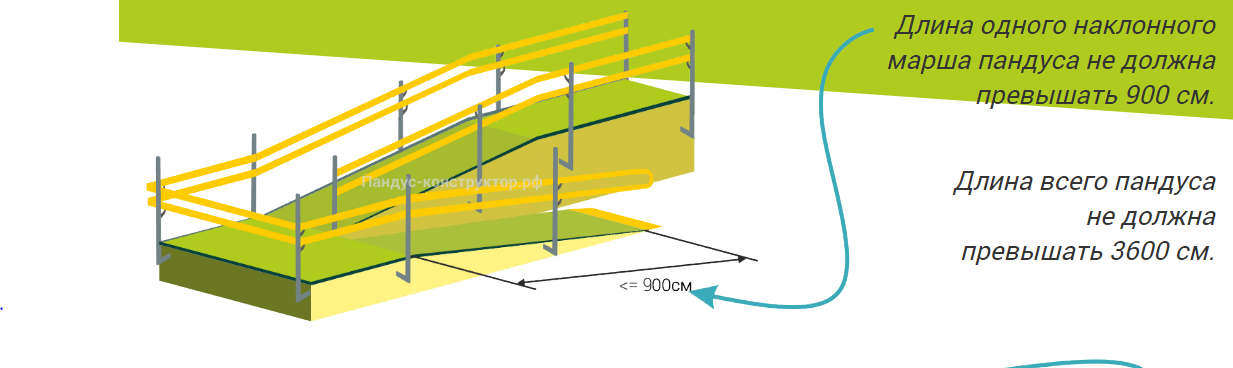 Длина одного наклонного
марша пандуса не должна
превышать 900 см.
Длина всего пандуса
не должна
превышать 3600 см.
Пандус-конструктор.рф
<= 900см